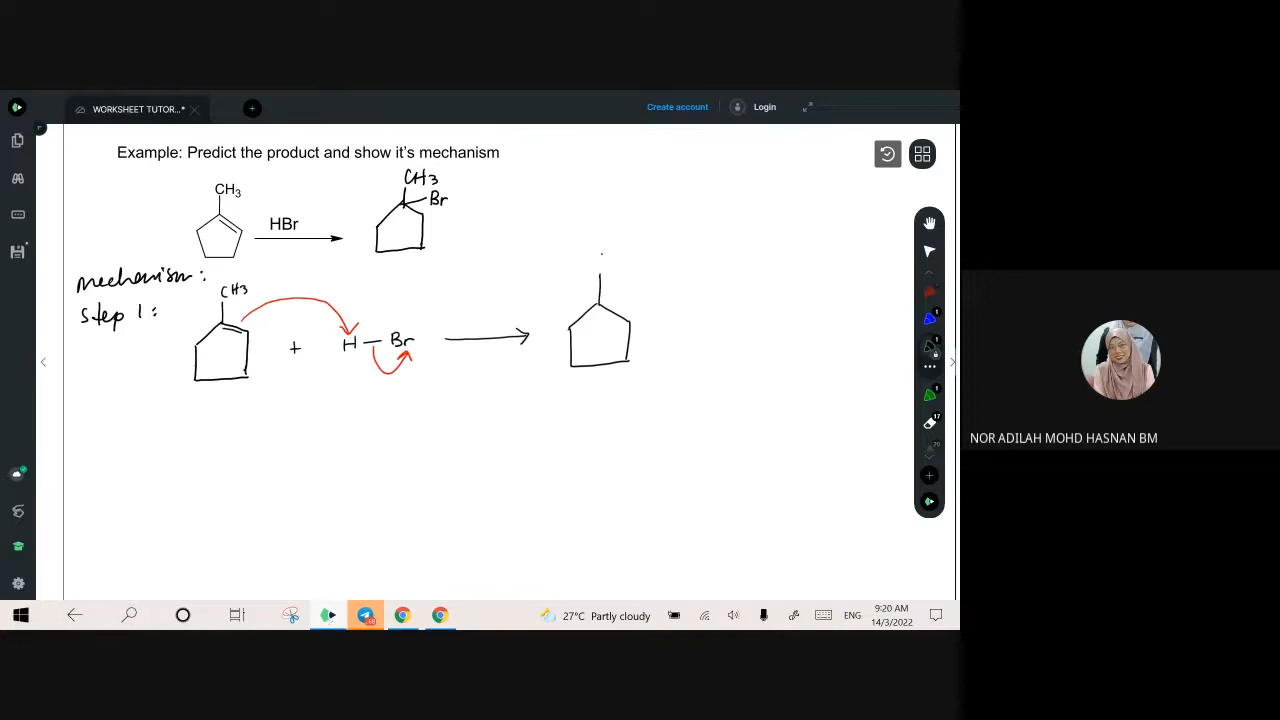 WORKSHEET TUTOR...*
Create account
Login
Example: Predict the product and show it's mechanism
CH3
Br
CH3
HBr
mechanism:
step 1:
CH3
+
H — Br
NOR ADILAH MOHD HASNAN BM
27°C Partly cloudy
ENG
9:20 AM
14/3/2022